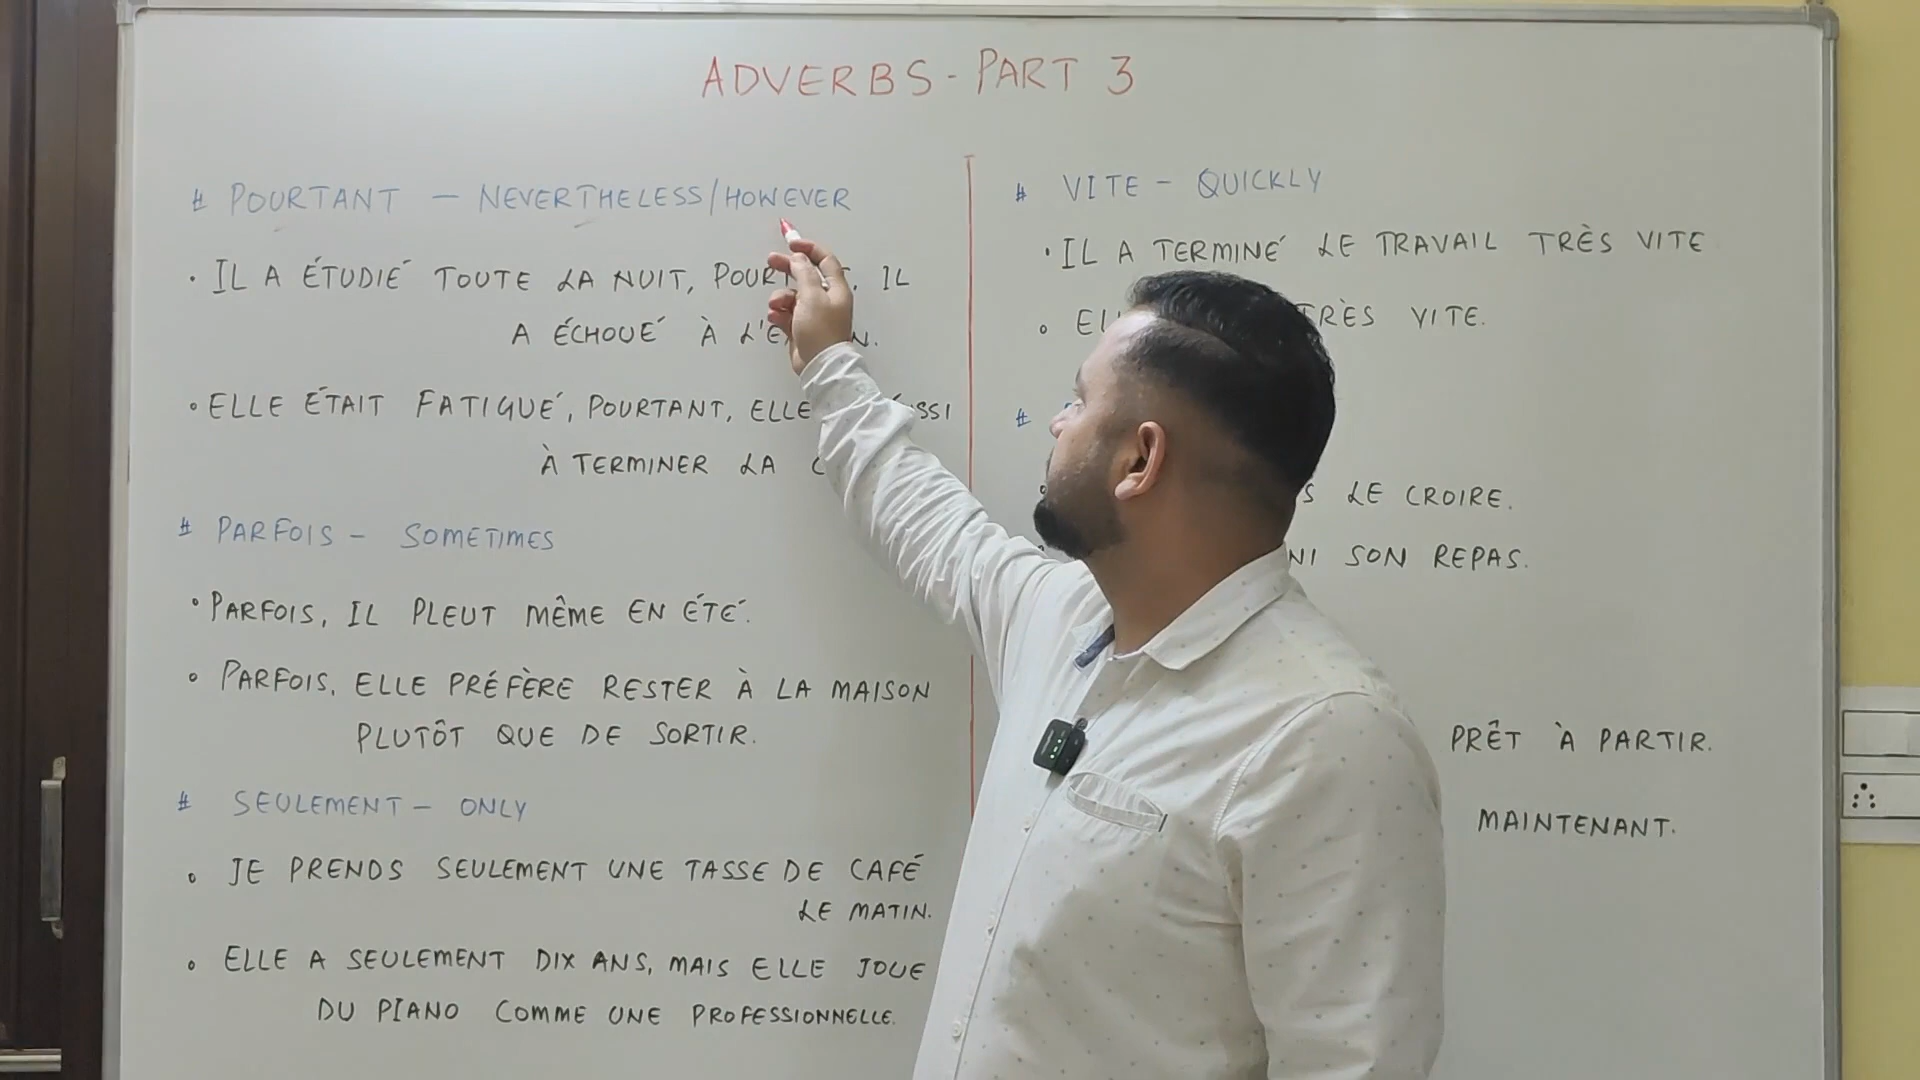 ADVERBS - PART 3
# POURTANT - NEVERTHELESS/HOWEVER
• IL A ÉTUDIÉ TOUTE LA NUIT, IL
A ÉCHOUÉ À
• ELLE ÉTAIT FATIGUÉ, POURTANT, ELLE
À TERMINER LA
# PARFOIS - SOMETIMES
• PARFOIS, IL PLEUT MÊME EN ÉTÉ.
• PARFOIS, ELLE PRÉFÈRE RESTER À LA MAISON
PLUTÔT QUE DE SORTIR.
# SEULEMENT - ONLY
• JE PRENDS SEULEMENT UNE TASSE DE CAFÉ
LE MATIN.
• ELLE A SEULEMENT DIX ANS, MAIS ELLE JOUE
DU PIANO COMME UNE PROFESSIONNELLE.
# VITE - QUICKLY
• IL A TERMINÉ LE TRAVAIL TRÈS VITE
• TRÈS VITE.
#
LE CROIRE.
SON REPAS.
PRÊT À PARTIR.
MAINTENANT.